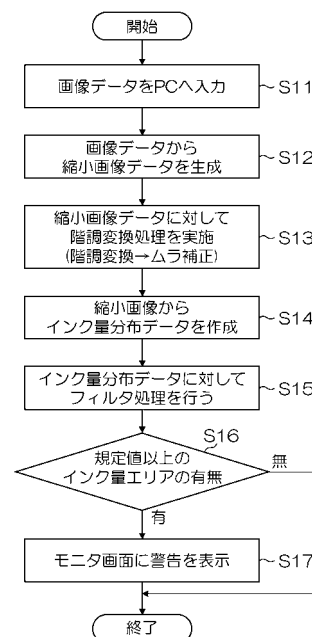 開始
画像データをPCへ入力
S11
画像データから
縮小画像データを生成
S12
縮小画像データに対して
階調変換処理を実施
(階調変換→ムラ補正)
S13
縮小画像から
インク量分布データを作成
S14
インク量分布データに対して
フィルタ処理を行う
S15
S16
規定値以上の
インク量エリアの有無
無
有
モニタ画面に警告を表示
S17
終了